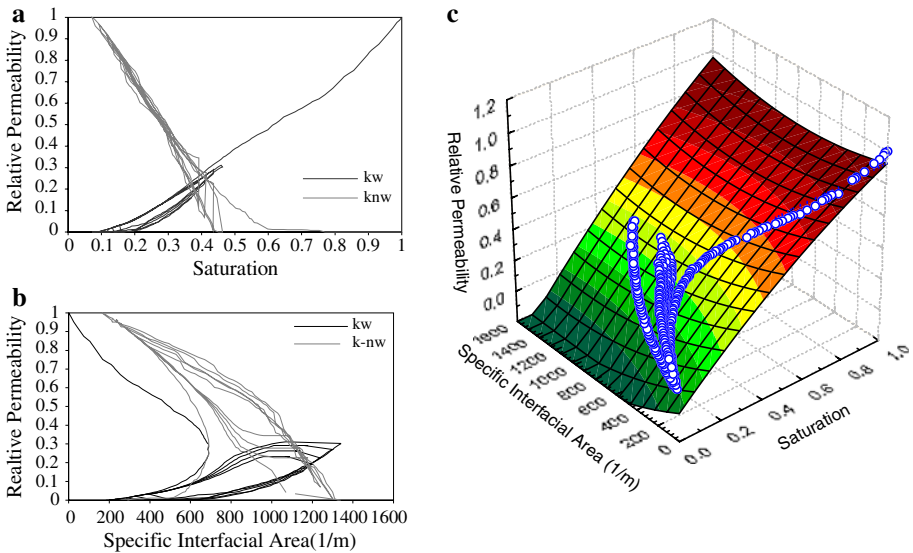 a
Relative Permeability
1
0.9
0.8
0.7
0.6
0.5
0.4
0.3
0.2
0.1
0
0 0.1 0.2 0.3 0.4 0.5 0.6 0.7 0.8 0.9 1
Saturation
kw
knw
b
Realtive Permeability
1
0.9
0.8
0.7
0.6
0.5
0.4
0.3
0.2
0.1
0
0 200 400 600 800 1000 1200 1400 1600
Specific Interfacial Area(1/m)
kw
k-nw
c
Relative Permeability
1.2
1.0
0.8
0.6
0.4
0.2
0.0
1600
1400
1200
1000
800
600
400
200
0
Specific Interfacial Area (1/m)
0.0
0.2
0.4
0.6
0.8
1.0
Saturation